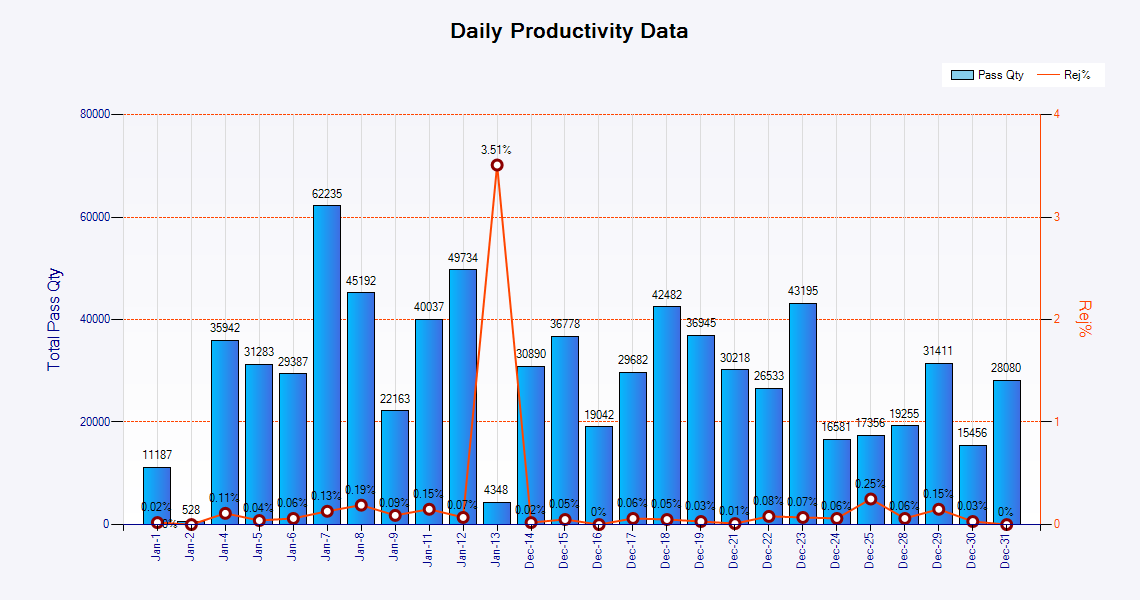 Daily Productivity Data
Pass Qty
Rej%
Total Pass Qty
80000
60000
40000
20000
0
11187
528
35942
31283
29387
62235
45192
22163
40037
49734
4348
30890
36778
19042
29682
42482
36945
30218
26533
43195
16581
17356
19255
31411
15456
28080
0.02%
0%
0.11%
0.04%
0.06%
0.13%
0.19%
0.09%
0.15%
0.07%
3.51%
0.02%
0.05%
0%
0.06%
0.05%
0.03%
0.01%
0.08%
0.07%
0.06%
0.25%
0.06%
0.15%
0.03%
0%
Jan-1
Jan-2
Jan-4
Jan-5
Jan-6
Jan-7
Jan-8
Jan-9
Jan-11
Jan-12
Jan-13
Dec-14
Dec-15
Dec-16
Dec-17
Dec-18
Dec-19
Dec-21
Dec-22
Dec-23
Dec-24
Dec-25
Dec-28
Dec-29
Dec-30
Dec-31
4
3
2
1
0
Rej%